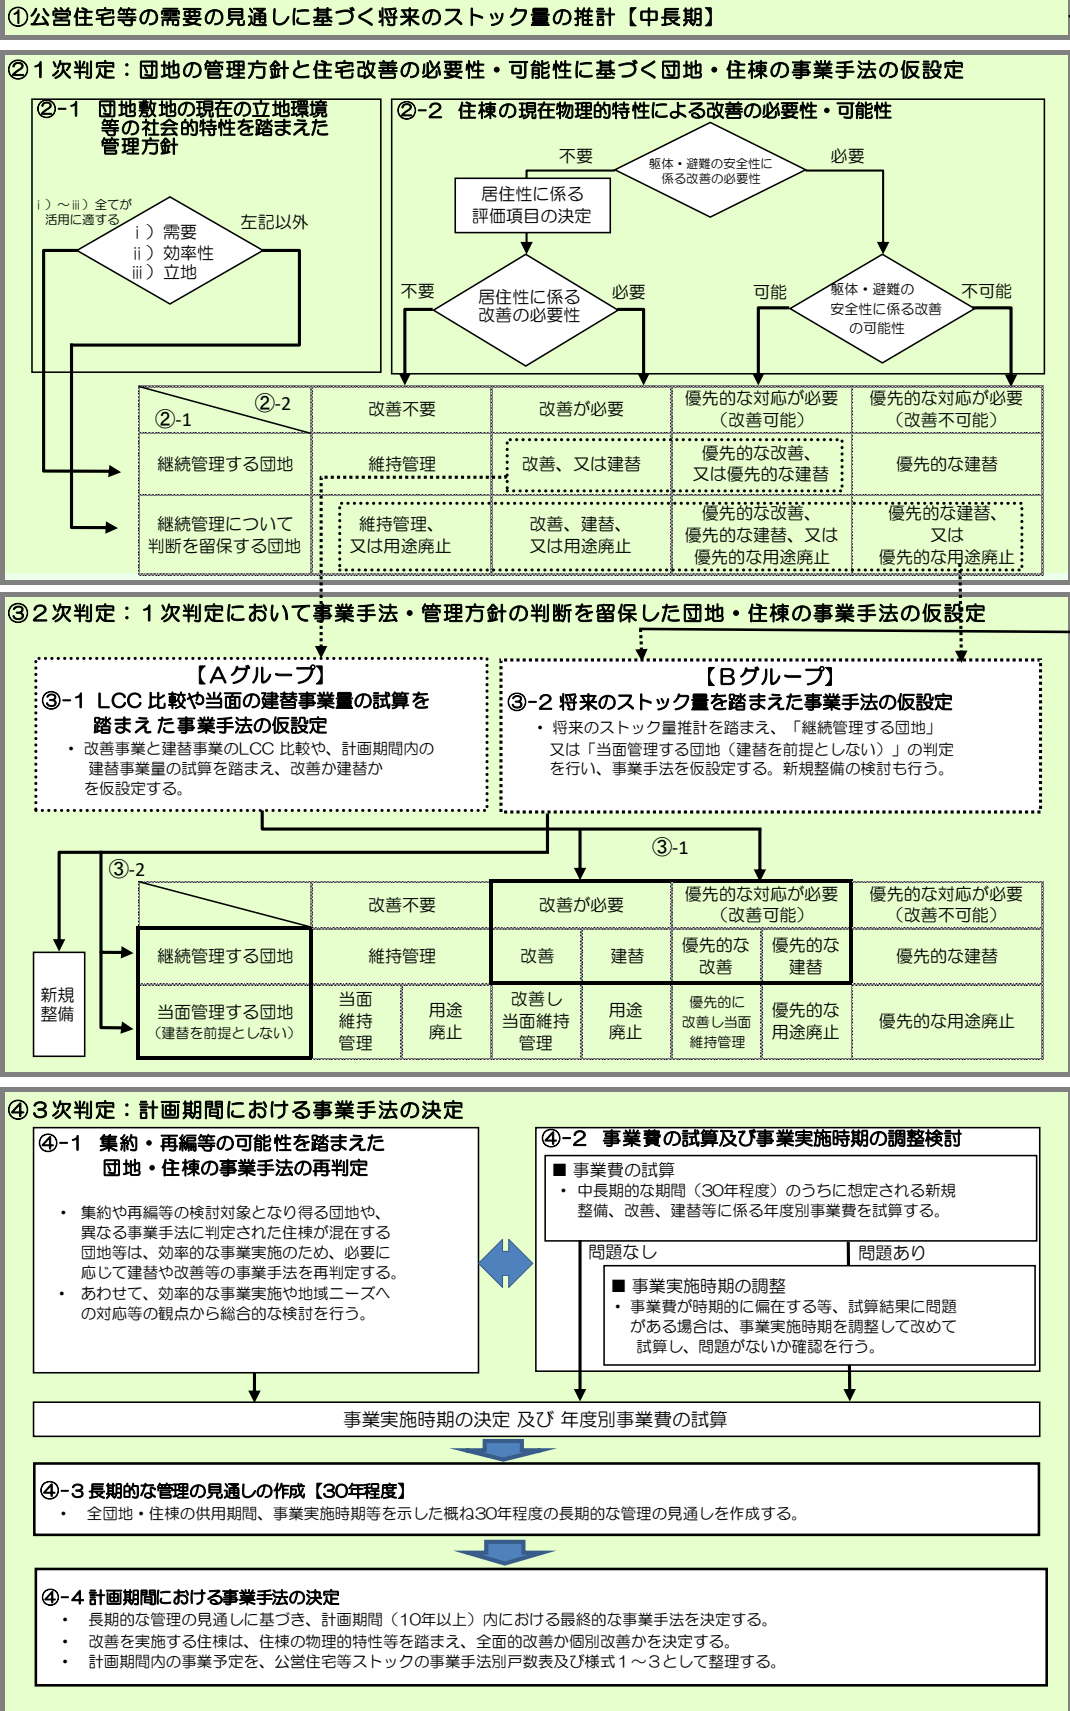 ①公営住宅等の需要の見通しに基づく将来のストック量の推計【中長期】
②１次判定：団地の管理方針と住宅改善の必要性・可能性に基づく団地・住棟の事業手法の仮設定
②-1 団地敷地の現在の立地環境
等の社会的特性を踏まえた
管理方針
ⅰ）～ⅲ）全てが
活用に適する
ⅰ）需要
ⅱ）効率性
ⅲ）立地
左記以外
②-2 住棟の現在物理的特性による改善の必要性・可能性
躯体・避難の安全性に
係る改善の必要性
不要
必要
居住性に係る
評価項目の決定
居住性に係る
改善の必要性
不要
必要
躯体・避難の
安全性に係る改善
の可能性
可能
不可能
②-2
②-1
改善不要
改善が必要
優先的な対応が必要
（改善可能）
優先的な対応が必要
（改善不可能）
継続管理する団地
維持管理
改善、又は建替
優先的な改善、
又は優先的な建替
優先的な建替
継続管理について
判断を留保する団地
維持管理、
又は用途廃止
改善、建替、
又は用途廃止
優先的な改善、
優先的な建替、又は
優先的な用途廃止
優先的な建替、
又は
優先的な用途廃止
③２次判定：１次判定において事業手法・管理方針の判断を留保した団地・住棟の事業手法の仮設定
【Ａグループ】
③-1 LCC 比較や当面の建替事業量の試算を
踏まえ た事業手法の仮設定
・改善事業と建替事業のLCC 比較や、計画期間内の
建替事業量の試算を踏まえ、改善か建替か
を仮設定する。
【Ｂグループ】
③-2 将来のストック量を踏まえた事業手法の仮設定
・将来のストック量推計を踏まえ、「継続管理する団地」
又は「当面管理する団地（建替を前提としない）」の判定
を行い、事業手法を仮設定する。新規整備の検討も行う。
③-1
③-2
新規
整備
改善不要
改善が必要
優先的な対応が必要
（改善可能）
優先的な対応が必要
（改善不可能）
継続管理する団地
維持管理
改善
建替
優先的な
改善
優先的な
建替
優先的な建替
当面管理する団地
（建替を前提としない）
当面
維持
管理
用途
廃止
改善し
当面維持
管理
用途
廃止
優先的に
改善し当面
維持管理
優先的な
用途廃止
優先的な用途廃止
④３次判定：計画期間における事業手法の決定
④-1 集約・再編等の可能性を踏まえた
団地・住棟の事業手法の再判定
・ 集約や再編等の検討対象となり得る団地や、
異なる事業手法に判定された住棟が混在する
団地等は、効率的な事業実施のため、必要に
応じて建替や改善等の事業手法を再判定する。
・ あわせて、効率的な事業実施や地域ニーズへ
の対応等の観点から総合的な検討を行う。
④-2 事業費の試算及び事業実施時期の調整検討
■ 事業費の試算
・ 中長期的な期間（30年程度）のうちに想定される新規
整備、改善、建替等に係る年度別事業費を試算する。
問題なし
問題あり
■ 事業実施時期の調整
・ 事業費が時期的に偏在する等、試算結果に問題
がある場合は、事業実施時期を調整して改めて
試算し、問題がないか確認を行う。
事業実施時期の決定 及び 年度別事業費の試算
④-3 長期的な管理の見通しの作成【30年程度】
・ 全団地・住棟の供用期間、事業実施時期等を示した概ね30年程度の長期的な管理の見通しを作成する。
④-4 計画期間における事業手法の決定
・ 長期的な管理の見通しに基づき、計画期間（10年以上）内における最終的な事業手法を決定する。
・ 改善を実施する住棟は、住棟の物理的特性等を踏まえ、全面的改善か個別改善かを決定する。
・ 計画期間内の事業予定を、公営住宅等ストックの事業手法別戸数表及び様式１～３として整理する。